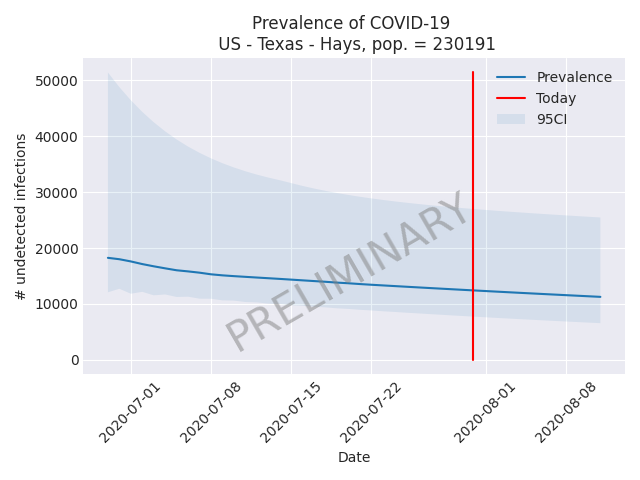 Prevalence of COVID-19
US - Texas - Hays, pop. = 230191
50000
40000
30000
20000
10000
0
# undetected infections
Prevalence
Today
95CI
PRELIMINARY
2020-07-01
2020-07-08
2020-07-15
2020-07-22
2020-08-01
2020-08-08
Date